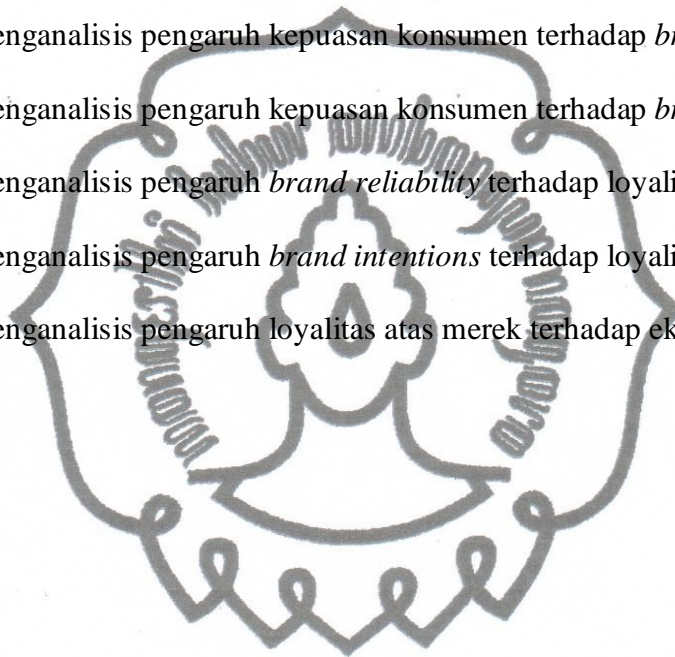 enganalisis pengaruh kepuasan konsumen terhadap br
enganalisis pengaruh kepuasan konsumen terhadap br
enganalisis pengaruh brand reliability terhadap loyali
enganalisis pengaruh brand intentions terhadap loyali
enganalisis pengaruh loyalitas atas merek terhadap ek